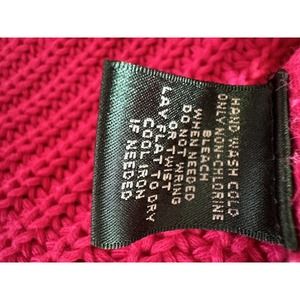 HAND WASH COLD
ONLY NON-CHLORINE
BLEACH
WHEN NEEDED
DO NOT WRING
OR TWIST
LAY FLAT TO DRY
COOL IRON
IF NEEDED